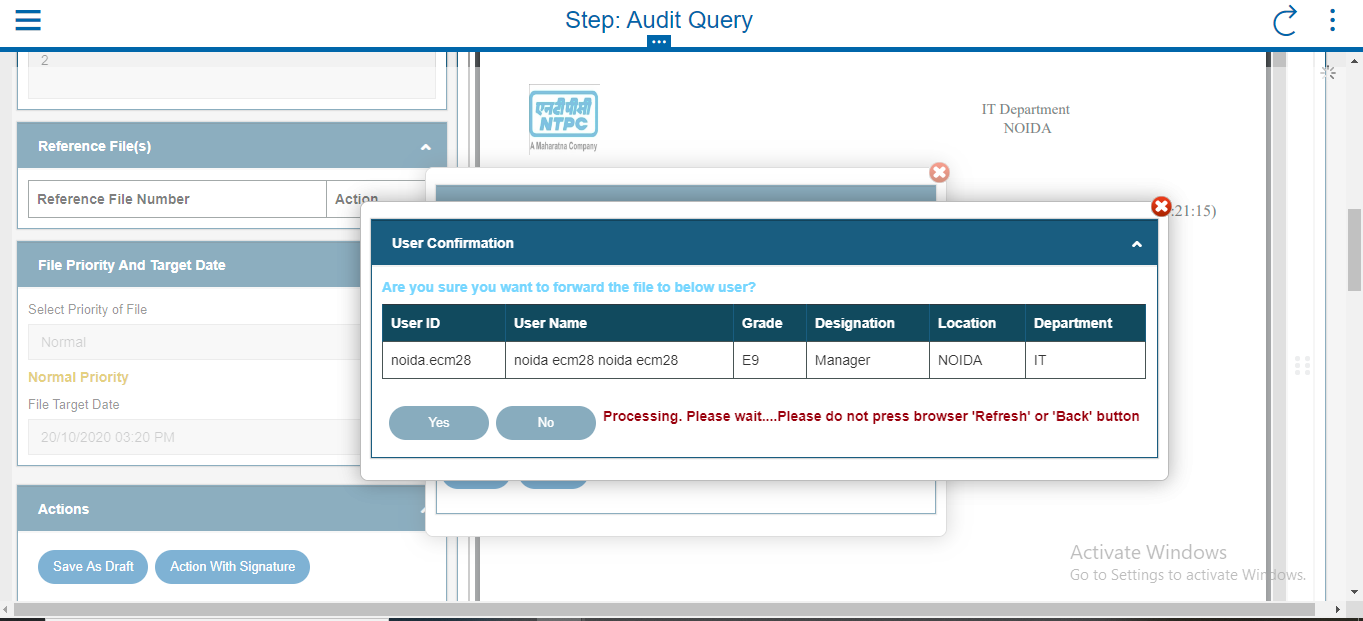 Step: Audit Query
2
एनटीपीसी
NTPC
A Maharatna Company
IT Department
NOIDA
:21:15)
Reference File(s)
Reference File Number
Action
File Priority And Target Date
Select Priority of File
Normal
Normal Priority
File Target Date
20/10/2020 03:20 PM
Actions
Save As Draft
Action With Signature
User Confirmation
Are you sure you want to forward the file to below user?
User ID User Name Grade Designation Location Department
noida.ecm28 noida ecm28 noida ecm28 E9 Manager NOIDA IT
Yes No Processing. Please wait....Please do not press browser 'Refresh' or 'Back' button
Activate Windows
Go to Settings to activate Windows.